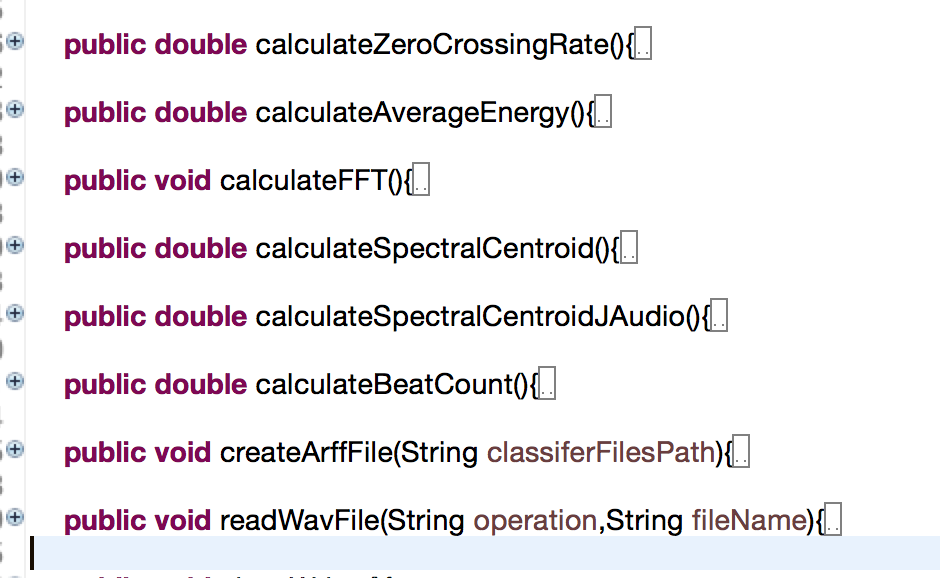 public double calculateZeroCrossingRate(){..
public double calculateAverageEnergy(){..
public void calculateFFT(){..
public double calculateSpectralCentroid(){..
public double calculateSpectralCentroidJAudio(){..
public double calculateBeatCount(){..
public void createArffFile(String classiferFilesPath){..
public void readWavFile(String operation,String fileName){..